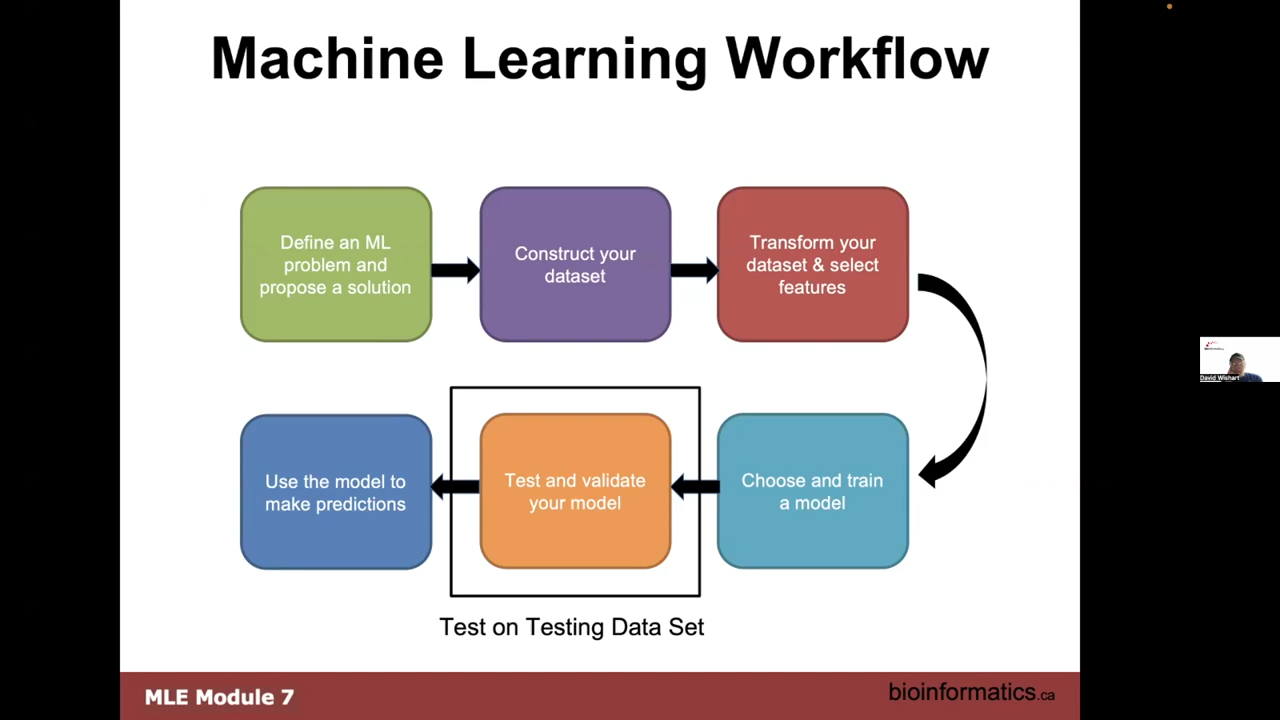 Machine Learning Workflow
Define an ML
problem and
propose a solution
Construct your
dataset
Transform your
dataset & select
features
Use the model to
make predictions
Test and validate
your model
Choose and train
a model
Test on Testing Data Set
MLE Module 7
bioinformatics.ca
David Wishart